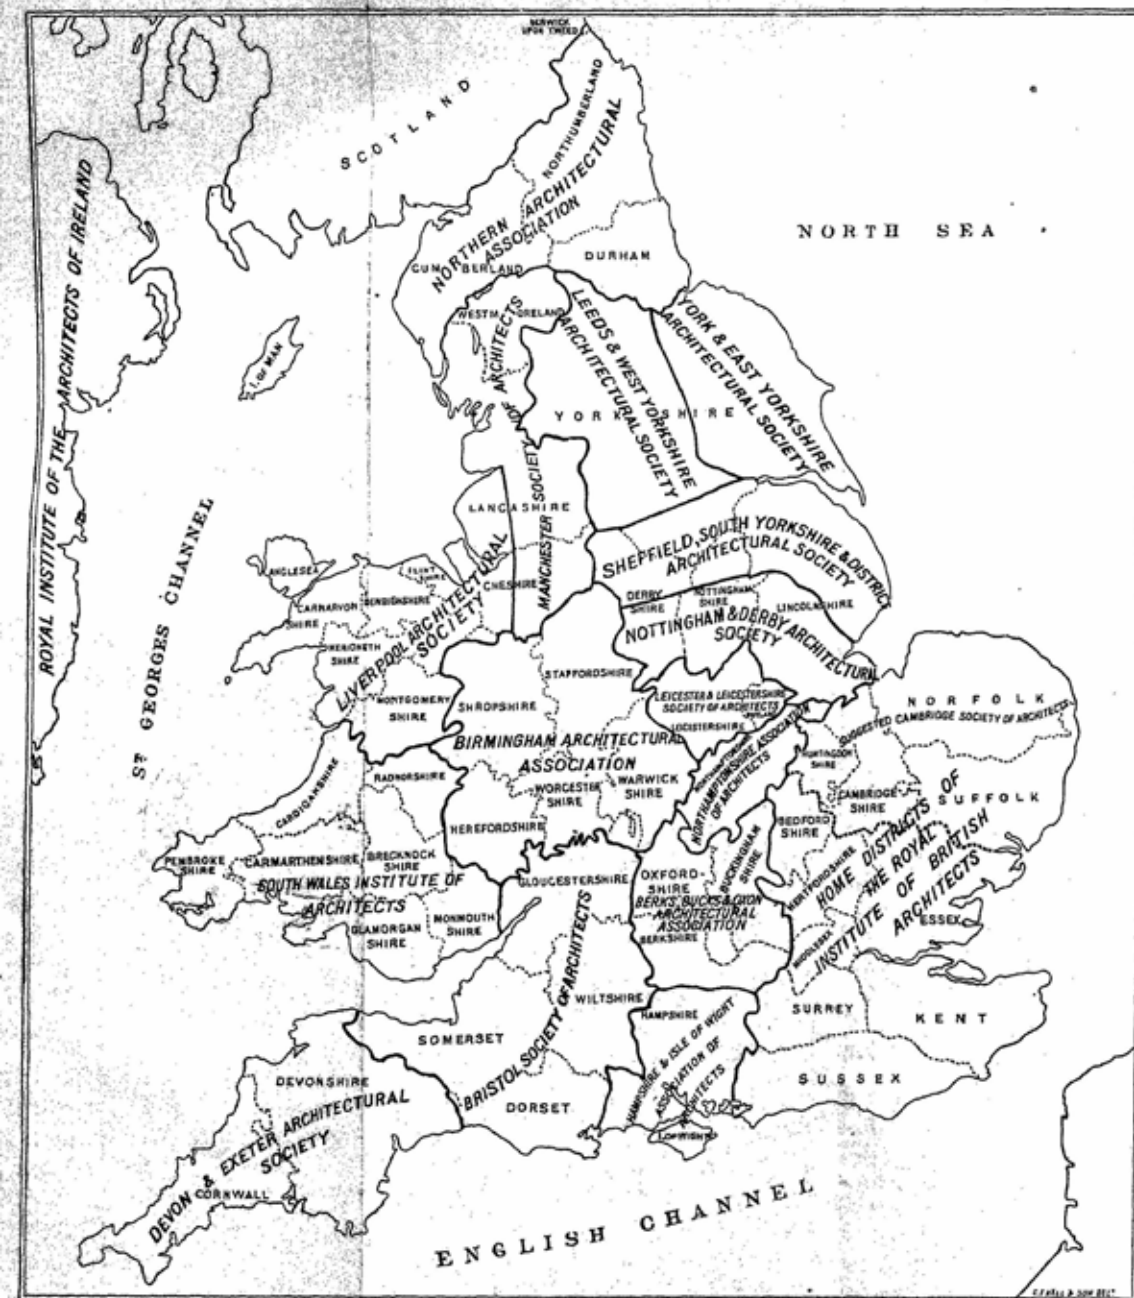 BERWICK
UPON TWEED
SCOTLAND
NORTHUMBERLAND
NORTHERN ARCHITECTURAL
ASSOCIATION
CUMBERLAND
DURHAM
NORTH SEA
ROYAL INSTITUTE OF THE ARCHITECTS OF IRELAND
I. OF MAN
WESTMORELAND
MANCHESTER SOCIETY OF ARCHITECTS
LEEDS & WEST YORKSHIRE
ARCHITECTURAL SOCIETY
YORK & EAST YORKSHIRE
ARCHITECTURAL SOCIETY
YORKSHIRE
LANCASHIRE
SHEFFIELD, SOUTH YORKSHIRE & DISTRICT
ARCHITECTURAL SOCIETY
ST GEORGES CHANNEL
ANGLESEA
CARNARVON
SHIRE
DENBIGHSHIRE
FLINT
SHIRE
CHESHIRE
LIVERPOOL ARCHITECTURAL
SOCIETY
MERIONETH
SHIRE
MONTGOMERY
SHIRE
DERBY
SHIRE
NOTTINGHAM
SHIRE
LINCOLNSHIRE
NOTTINGHAM & DERBY ARCHITECTURAL
SOCIETY
STAFFORDSHIRE
SHROPSHIRE
LEICESTER & LEICESTERSHIRE
SOCIETY OF ARCHITECTS
BIRMINGHAM ARCHITECTURAL
ASSOCIATION
WORCESTER
SHIRE
WARWICK
SHIRE
HEREFORDSHIRE
NORTHAMPTONSHIRE ASSOCIATION
OF ARCHITECTS
NORFOLK
SUGGESTED CAMBRIDGE SOCIETY OF ARCHITECTS
HUNTINGDON
SHIRE
CAMBRIDGE
SHIRE
SUFFOLK
BEDFORD
SHIRE
RADNORSHIRE
CARDIGANSHIRE
PEMBROKE
SHIRE
CARMARTHENSHIRE
BRECKNOCK
SHIRE
SOUTH WALES INSTITUTE OF
ARCHITECTS
GLAMORGAN
SHIRE
MONMOUTH
SHIRE
GLOUCESTERSHIRE
OXFORD-
SHIRE
BUCKINGHAM
SHIRE
BERKS, BUCKS & OXON
ARCHITECTURAL
ASSOCIATION
BERKSHIRE
HERTFORDSHIRE
MIDDLESEX
HOME DISTRICTS OF
THE ROYAL
INSTITUTE OF BRITISH
ARCHITECTS
ESSEX
WILTSHIRE
BRISTOL SOCIETY OF ARCHITECTS
SOMERSET
DORSET
HAMPSHIRE
HAMPSHIRE & ISLE OF WIGHT
ASSOCIATION OF
ARCHITECTS
I. OF WIGHT
SURREY
KENT
SUSSEX
DEVONSHIRE
DEVON & EXETER ARCHITECTURAL
SOCIETY
CORNWALL
ENGLISH CHANNEL